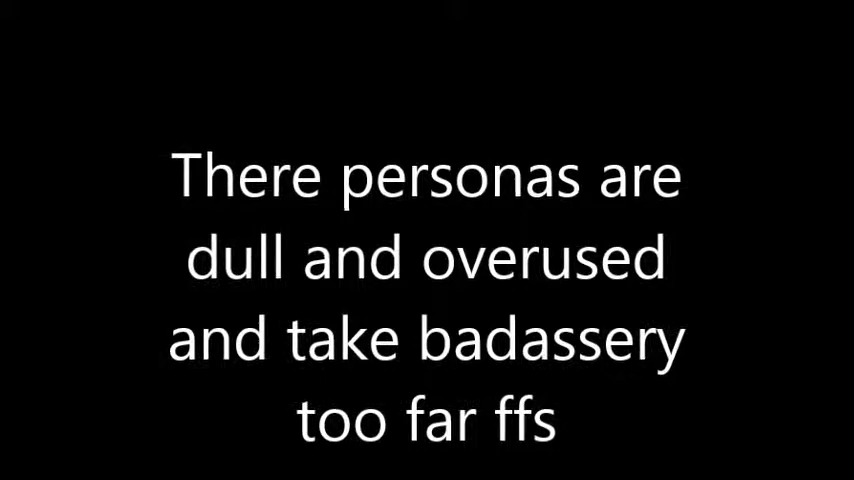 There personas are
dull and overused
and take badassery
too far ffs